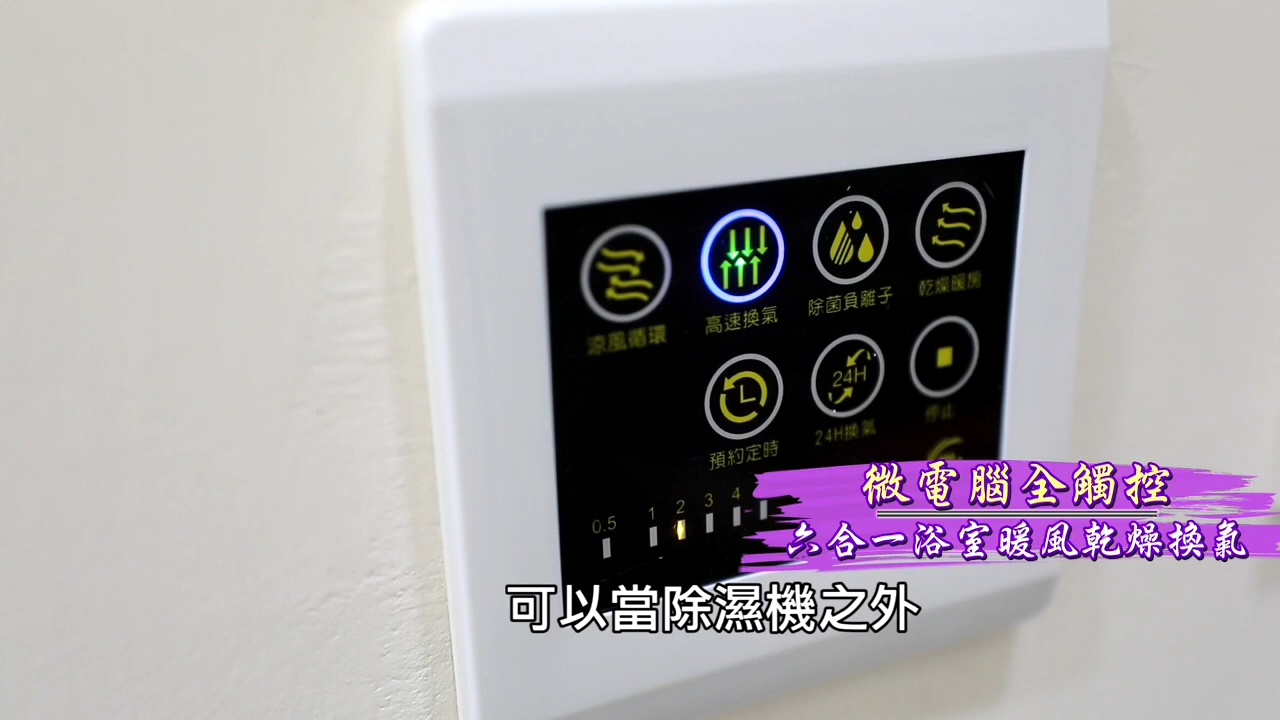 涼風循環
高速換氣
除菌負離子
乾燥暖房
24H
預約定時
24H換氣
停止
0.5 1 2 3 4
微電腦全觸控
六合一浴室暖風乾燥換氣
可以當除濕機之外